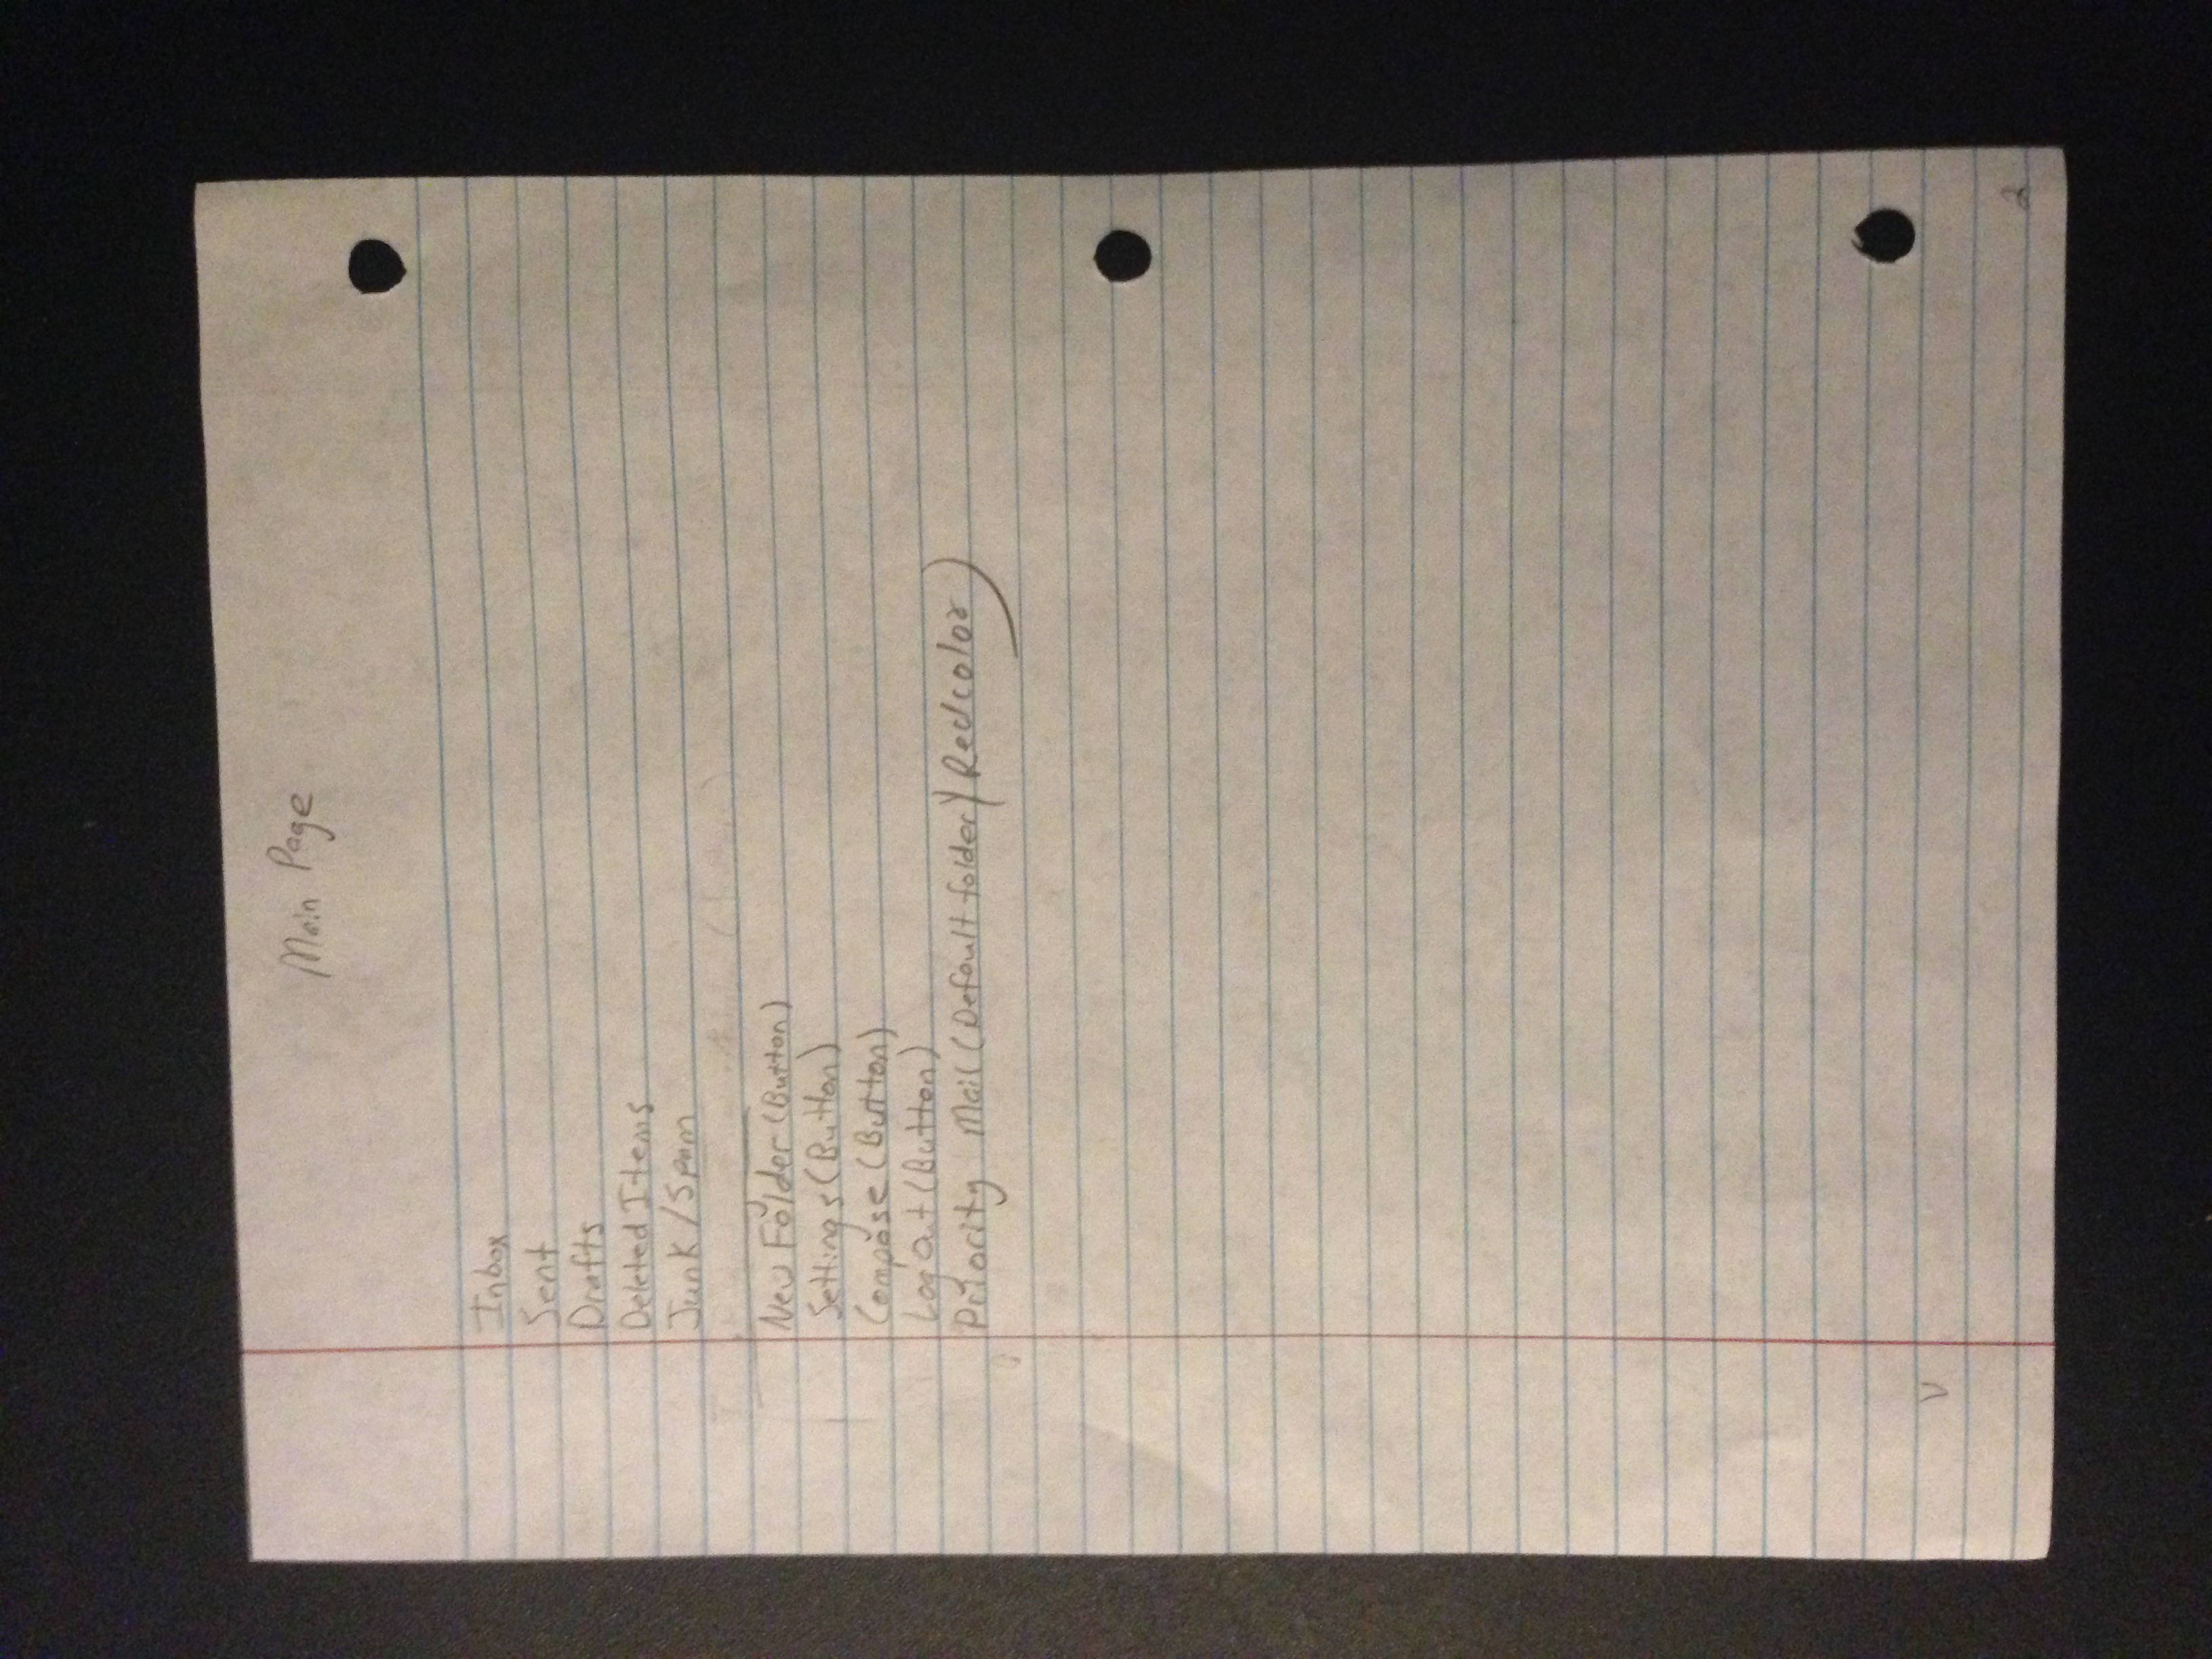 Main Page
Inbox
Sent
Drafts
Deleted Items
Junk / Spam
New Folder (Button)
Settings (Button)
Compose (Button)
Log Out (Button)
Priority Mail (Default folder) Red color)
V
2